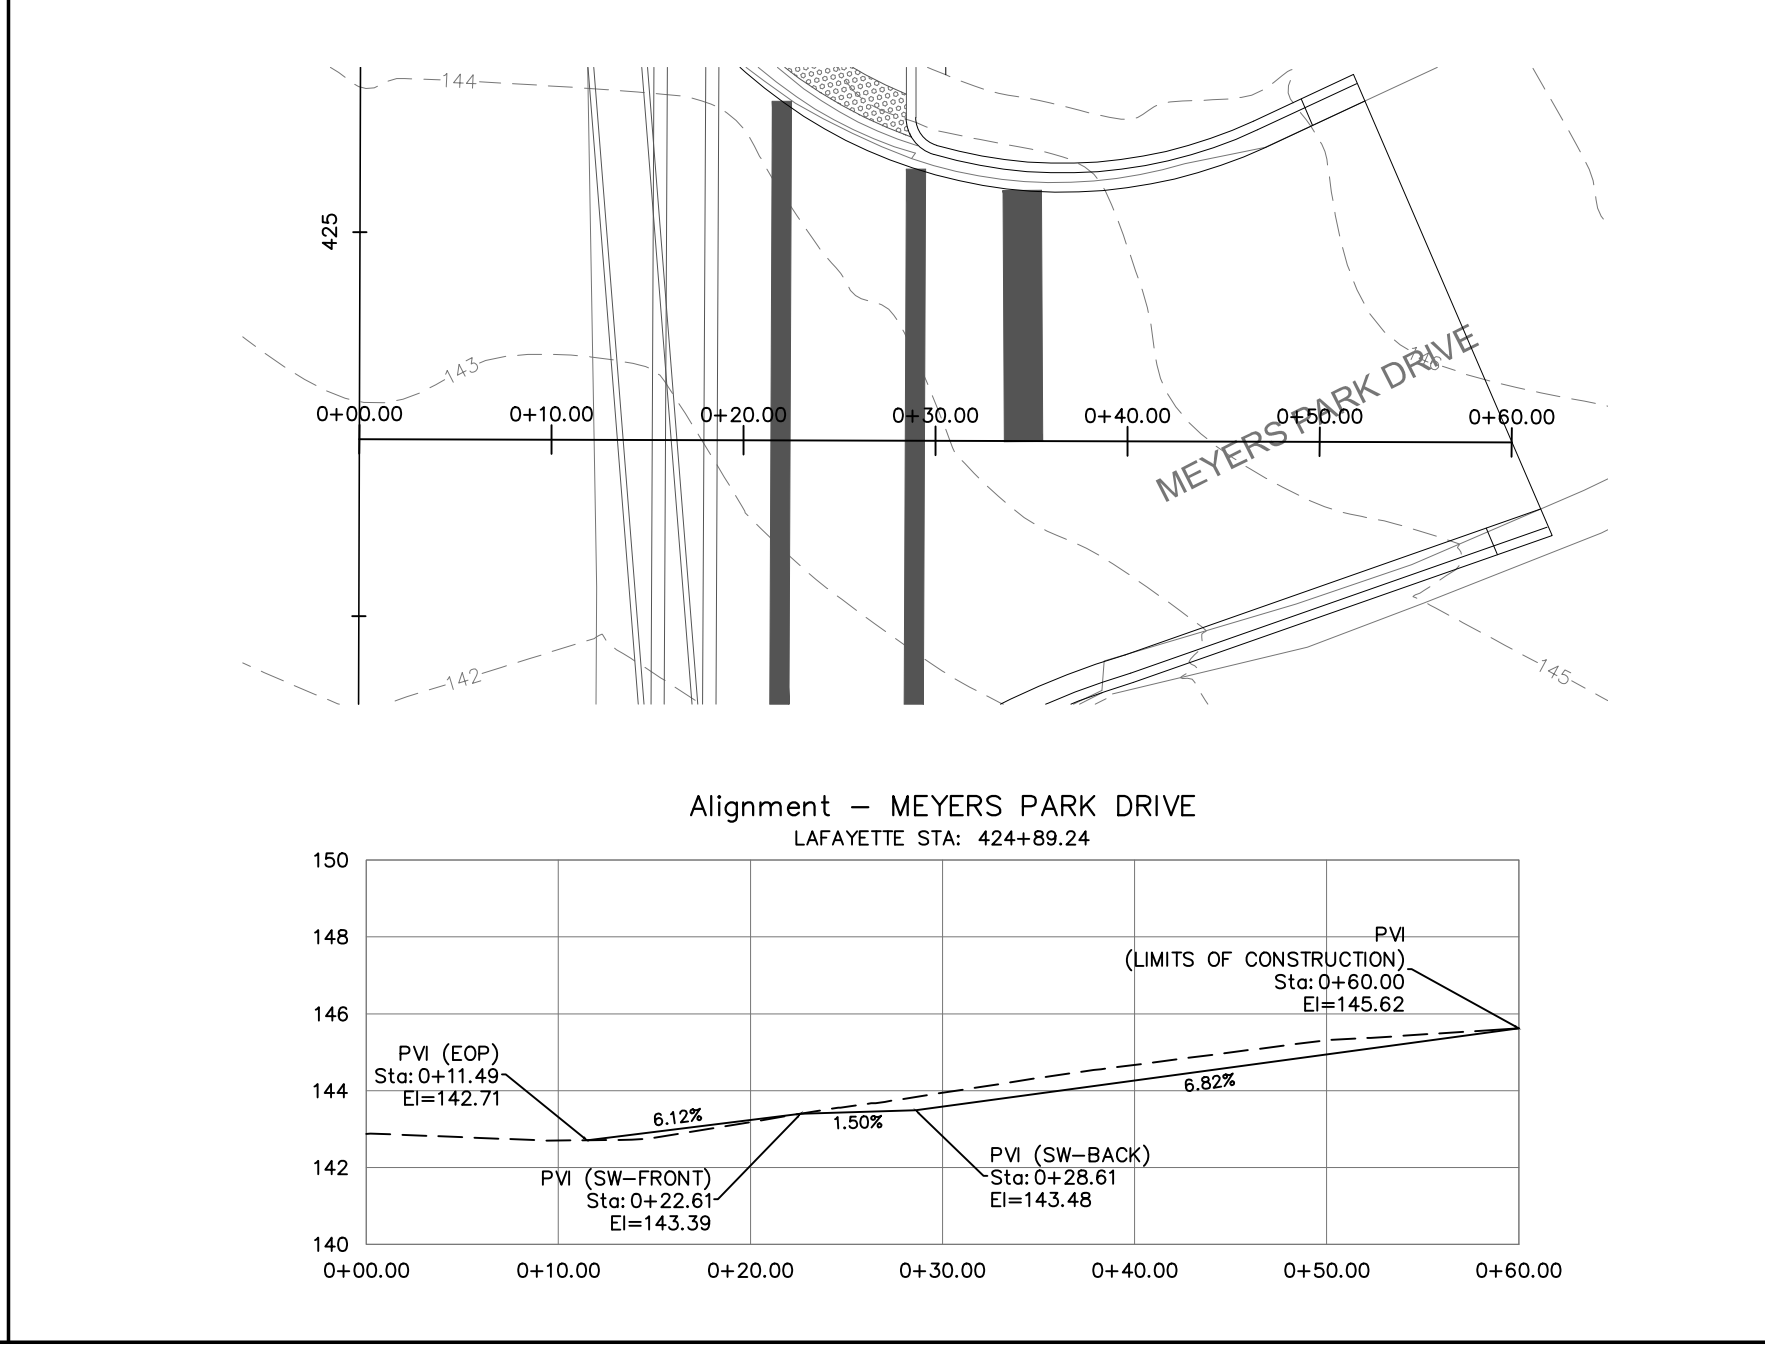 144
425
143
146
0+00.00 0+10.00 0+20.00 0+30.00 0+40.00 0+50.00 0+60.00
MEYERS PARK DRIVE
142
145
Alignment - MEYERS PARK DRIVE
LAFAYETTE STA: 424+89.24
150
148
146
144
142
140
PVI
(LIMITS OF CONSTRUCTION)
Sta: 0+60.00
El=145.62
PVI (EOP)
Sta: 0+11.49
El=142.71
6.12%
1.50%
6.82%
PVI (SW-FRONT)
Sta: 0+22.61
El=143.39
PVI (SW-BACK)
Sta: 0+28.61
El=143.48
0+00.00 0+10.00 0+20.00 0+30.00 0+40.00 0+50.00 0+60.00